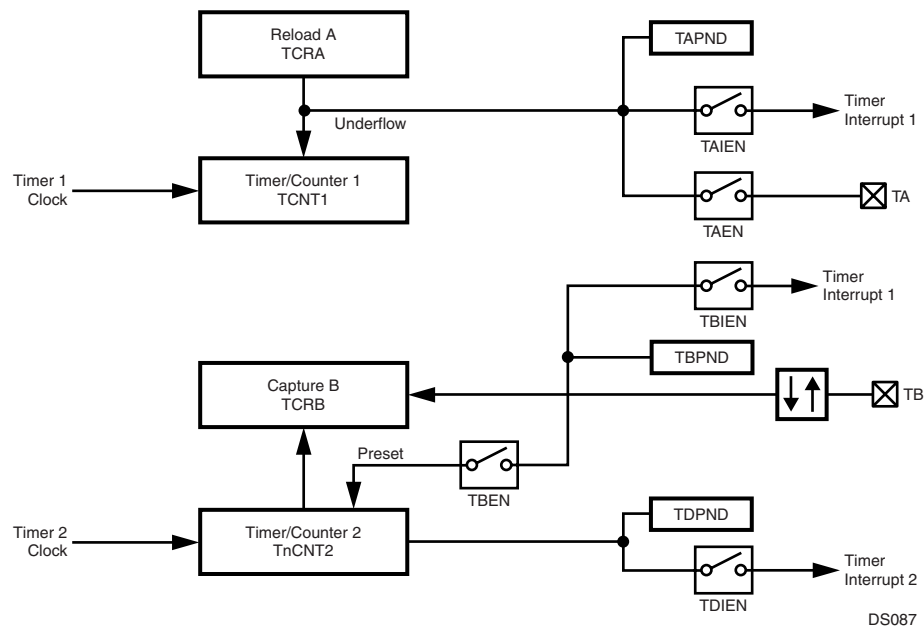 Reload A
TCRA
TAPND
Underflow
Timer
Interrupt 1
TAIEN
Timer 1
Clock
Timer/Counter 1
TCNT1
TA
TAEN
Timer
Interrupt 1
TBIEN
TBPND
Capture B
TCRB
TB
Preset
TBEN
TDPND
Timer 2
Clock
Timer/Counter 2
TnCNT2
Timer
Interrupt 2
TDIEN
DS087